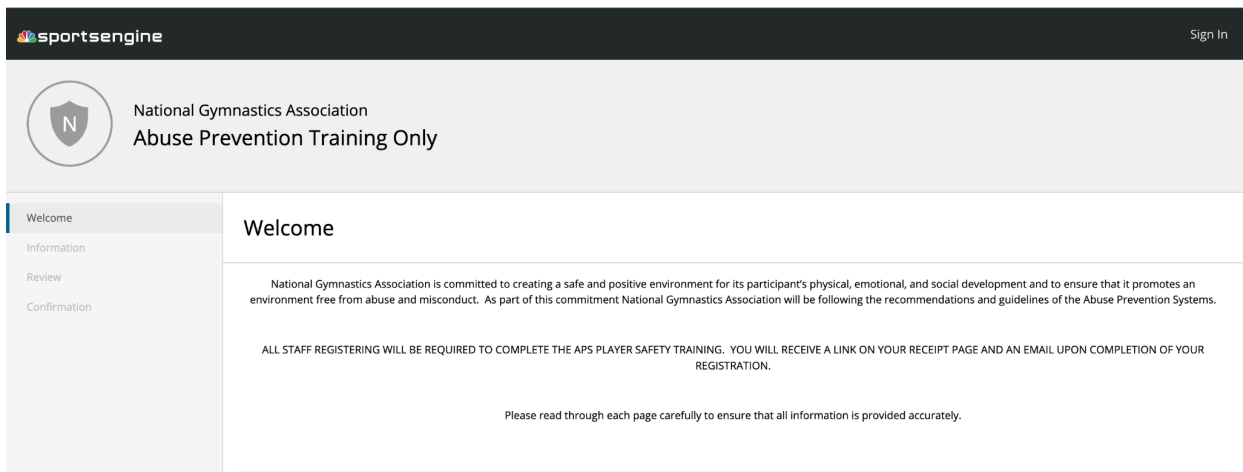 sportsengine
Sign In
N
National Gymnastics Association
Abuse Prevention Training Only
Welcome
Information
Review
Confirmation
Welcome
National Gymnastics Association is committed to creating a safe and positive environment for its participant's physical, emotional, and social development and to ensure that it promotes an
environment free from abuse and misconduct. As part of this commitment National Gymnastics Association will be following the recommendations and guidelines of the Abuse Prevention Systems.
ALL STAFF REGISTERING WILL BE REQUIRED TO COMPLETE THE APS PLAYER SAFETY TRAINING. YOU WILL RECEIVE A LINK ON YOUR RECEIPT PAGE AND AN EMAIL UPON COMPLETION OF YOUR
REGISTRATION.
Please read through each page carefully to ensure that all information is provided accurately.